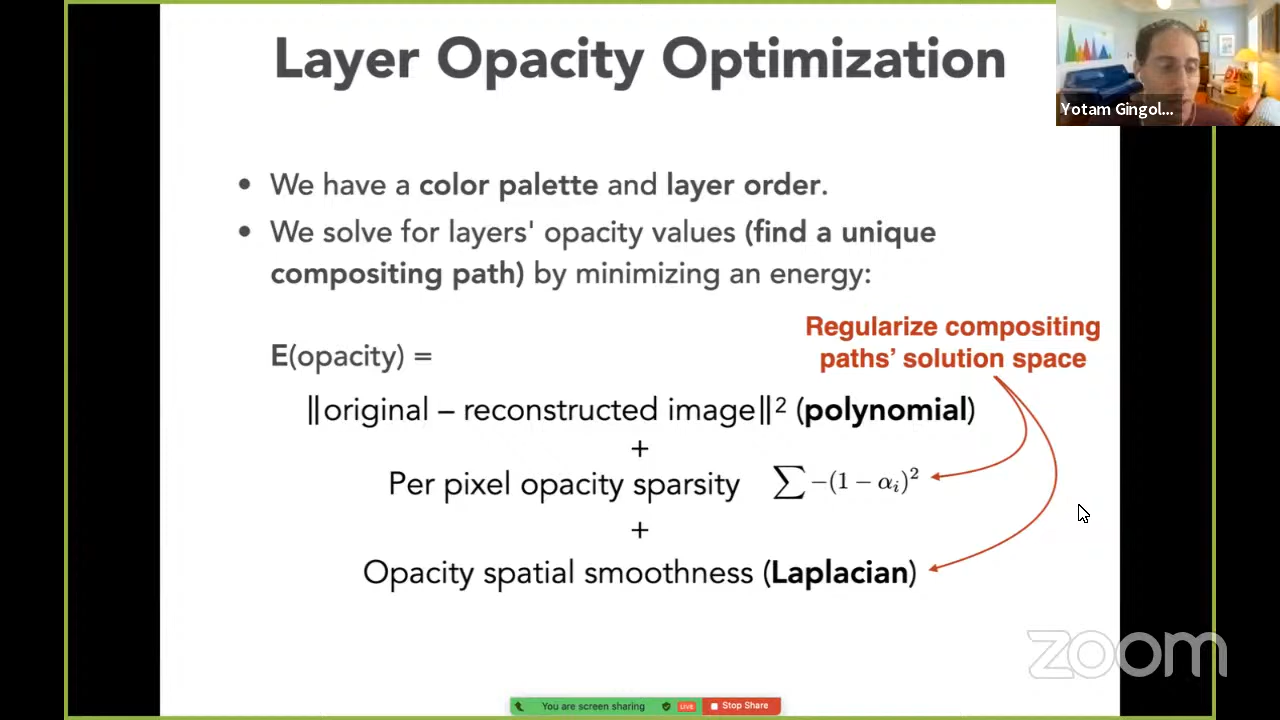 Layer Opacity Optimization
Yotam Gingol...
• We have a color palette and layer order.
• We solve for layers' opacity values (find a unique
compositing path) by minimizing an energy:
Regularize compositing
paths' solution space
E(opacity) =
||original – reconstructed image||² (polynomial)
+
Per pixel opacity sparsity ∑ −(1 − αᵢ)²
+
Opacity spatial smoothness (Laplacian)
zoom
You are screen sharing LIVE Stop Share